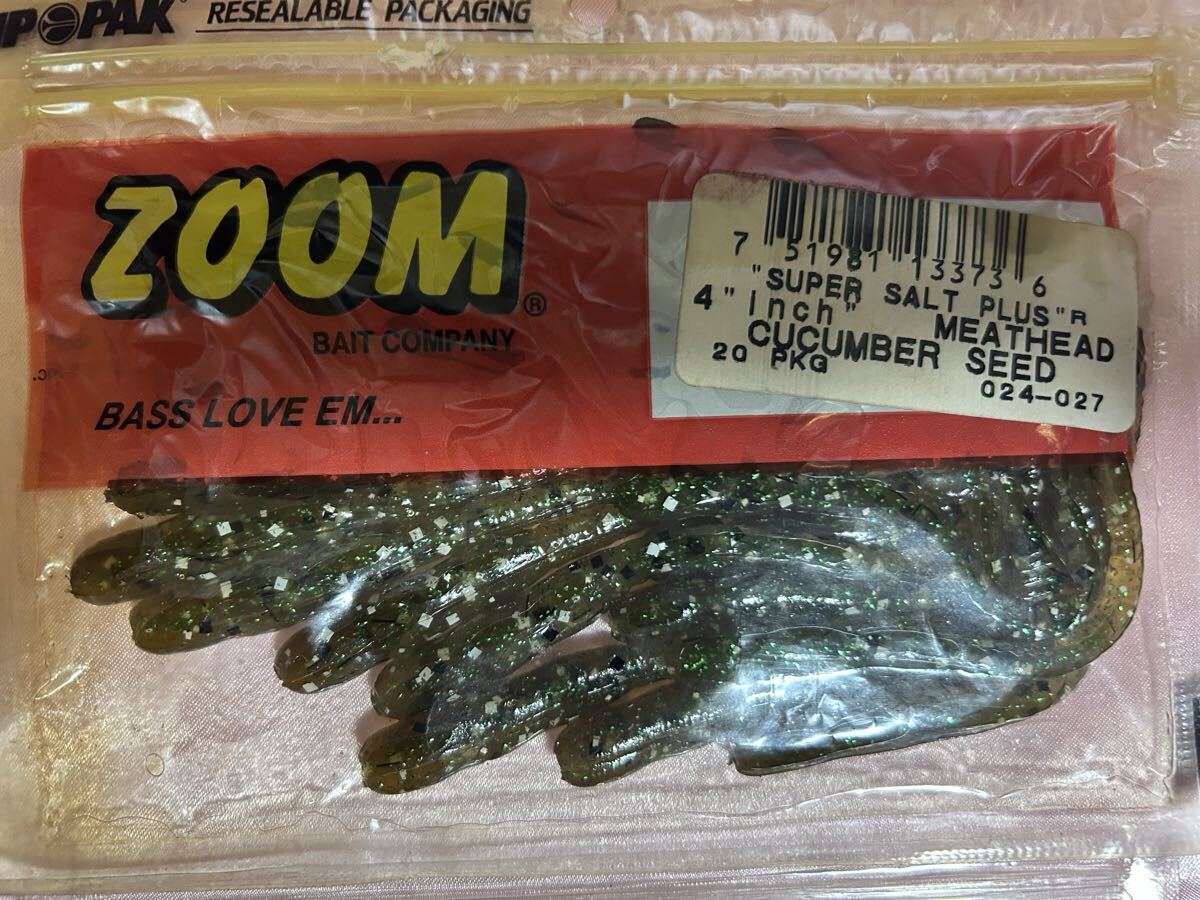 PAK® RESEALABLE PACKAGING
ZOOM®
BAIT COMPANY
BASS LOVE EM...
7 51981 13373 6
"SUPER SALT PLUS"R
4" inch" MEATHEAD
CUCUMBER SEED
20 PKG
024-027